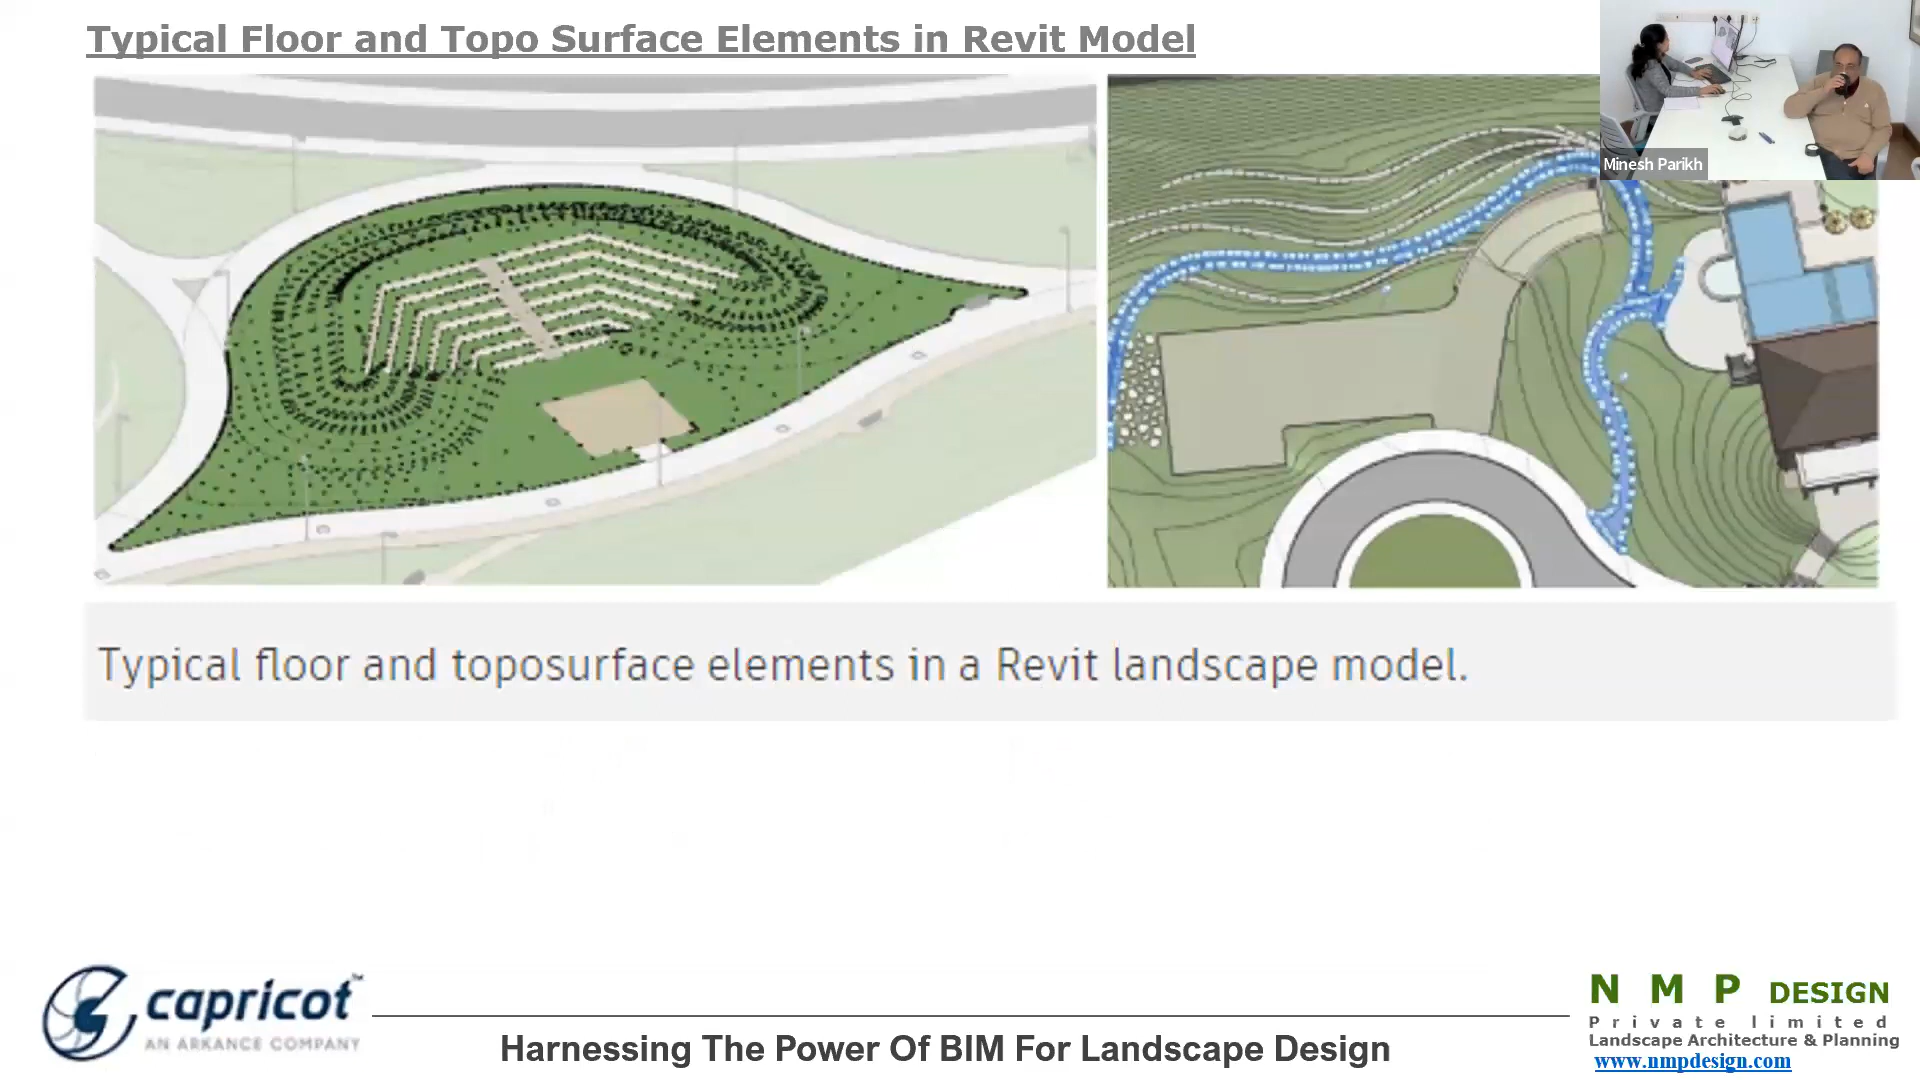 Typical Floor and Topo Surface Elements in Revit Model
Minesh Parikh
Typical floor and toposurface elements in a Revit landscape model.
capricot™
AN ARKANCE COMPANY
Harnessing The Power Of BIM For Landscape Design
N M P DESIGN
Private limited
Landscape Architecture & Planning
www.nmpdesign.com